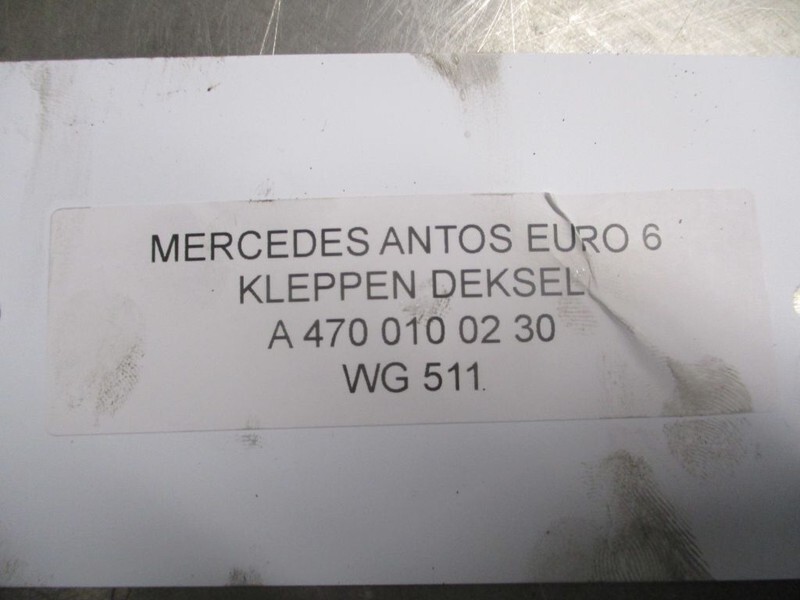 MERCEDES ANTOS EURO 6
KLEPPEN DEKSEL
A 470 010 02 30
WG 511